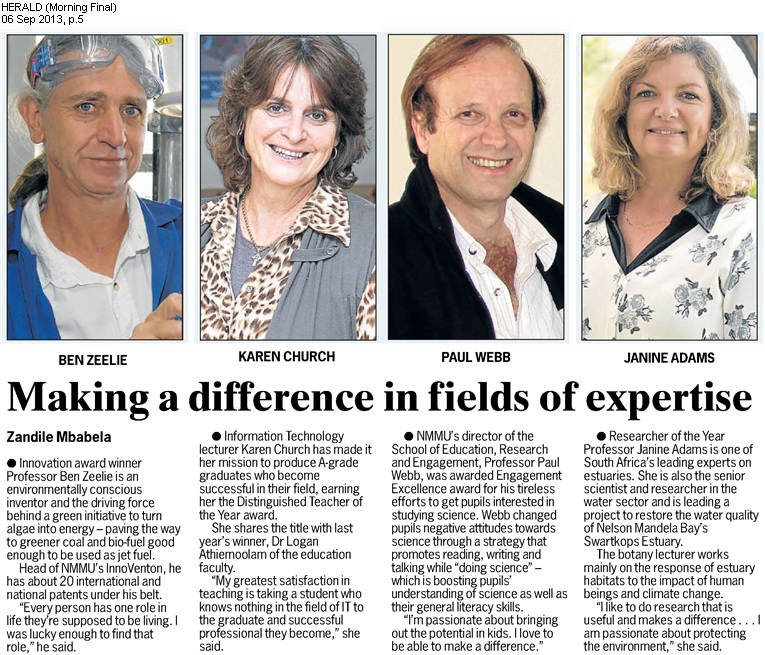 HERALD (Morning Final)
06 Sep 2013, p.5
BEN ZEELIE
KAREN CHURCH
PAUL WEBB
JANINE ADAMS
Making a difference in fields of expertise
Zandile Mbabela
● Innovation award winner
Professor Ben Zeelie is an
environmentally conscious
inventor and the driving force
behind a green initiative to turn
algae into energy – paving the way
to greener coal and bio-fuel good
enough to be used as jet fuel.
Head of NMMU's InnoVenton, he
has about 20 international and
national patents under his belt.
"Every person has one role in
life they're supposed to be living. I
was lucky enough to find that
role," he said.
● Information Technology
lecturer Karen Church has made it
her mission to produce A-grade
graduates who become
successful in their field, earning
her the Distinguished Teacher of
the Year award.
She shares the title with last
year's winner, Dr Logan
Athiemoolam of the education
faculty.
"My greatest satisfaction in
teaching is taking a student who
knows nothing in the field of IT to
the graduate and successful
professional they become," she
said.
● NMMU's director of the
School of Education, Research
and Engagement, Professor Paul
Webb, was awarded Engagement
Excellence award for his tireless
efforts to get pupils interested in
studying science. Webb changed
pupils negative attitudes towards
science through a strategy that
promotes reading, writing and
talking while "doing science" –
which is boosting pupils'
understanding of science as well as
their general literacy skills.
"I'm passionate about bringing
out the potential in kids. I love to
be able to make a difference."
● Researcher of the Year
Professor Janine Adams is one of
South Africa's leading experts on
estuaries. She is also the senior
scientist and researcher in the
water sector and is leading a
project to restore the water quality
of Nelson Mandela Bay's
Swartkops Estuary.
The botany lecturer works
mainly on the response of estuary
habitats to the impact of human
beings and climate change.
"I like to do research that is
useful and makes a difference . . . I
am passionate about protecting
the environment," she said.